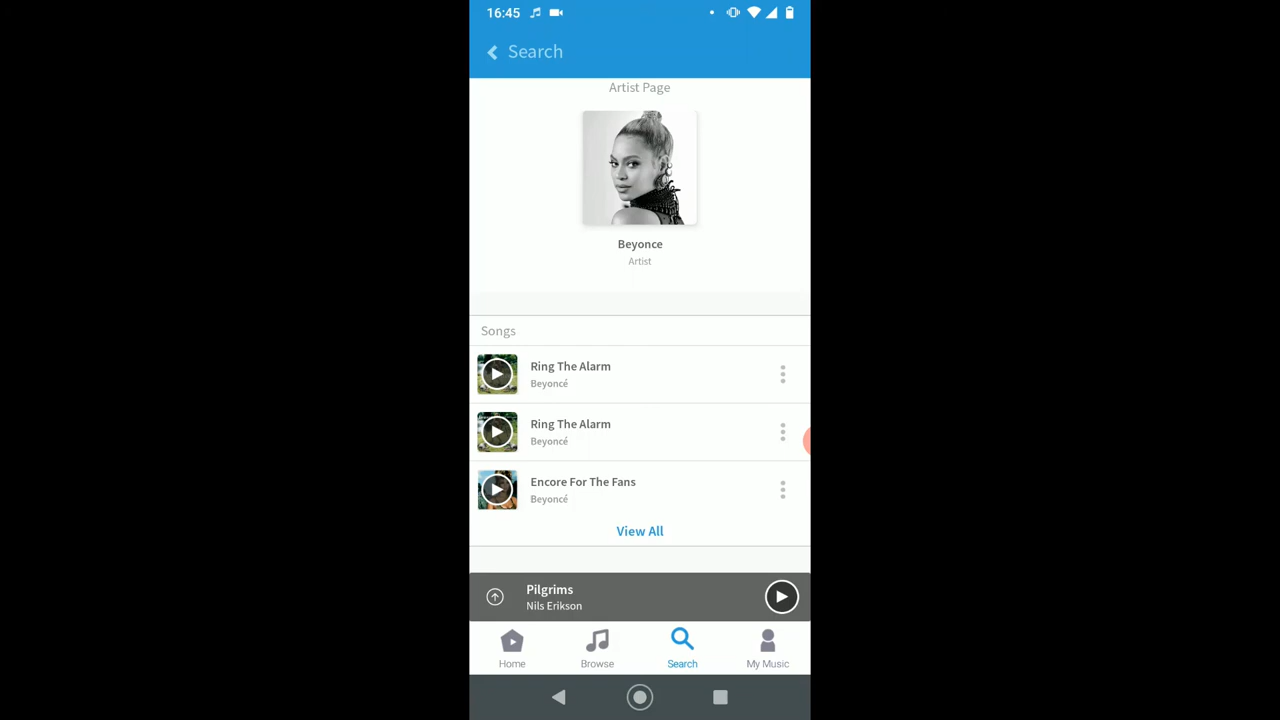 16:45
Search
Artist Page
Beyonce
Artist
Songs
Ring The Alarm
Beyoncé
Ring The Alarm
Beyoncé
Encore For The Fans
Beyoncé
View All
Pilgrims
Nils Erikson
Home
Browse
Search
My Music